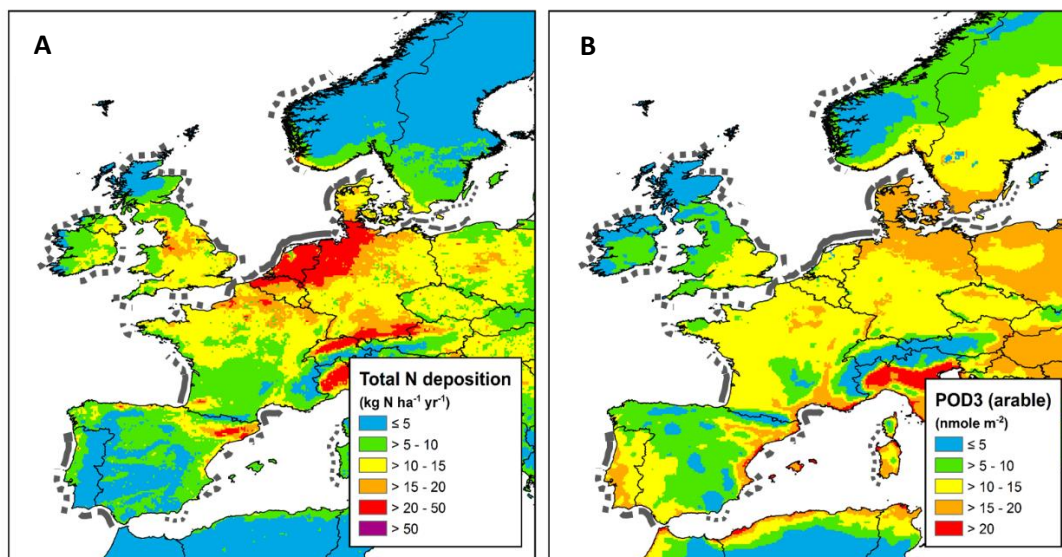 A
Total N deposition
(kg N ha⁻¹ yr⁻¹)
≤ 5
> 5 - 10
> 10 - 15
> 15 - 20
> 20 - 50
> 50
B
POD3 (arable)
(nmole m⁻²)
≤ 5
> 5 - 10
> 10 - 15
> 15 - 20
> 20